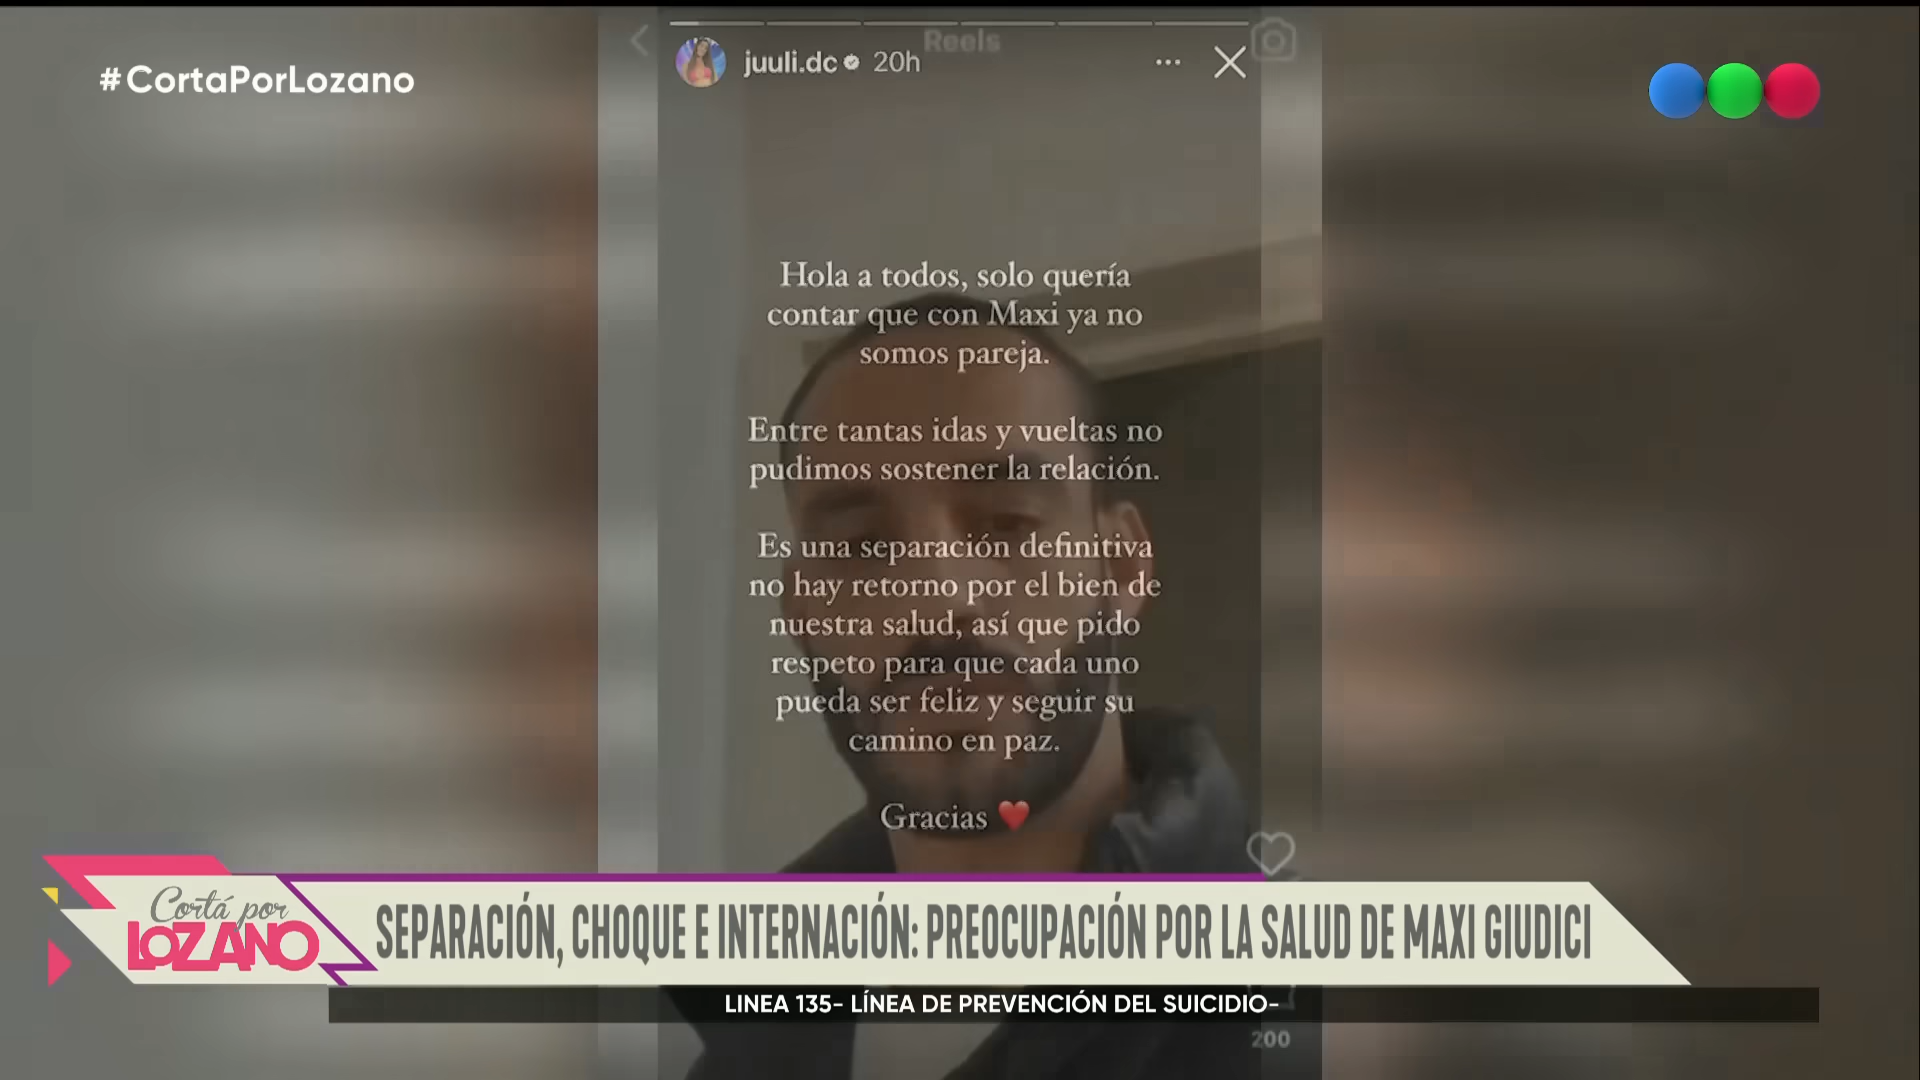 Reels
juuli.dc 20h
#CortaPorLozano
Hola a todos, solo quería
contar que con Maxi ya no
somos pareja.
Entre tantas idas y vueltas no
pudimos sostener la relación.
Es una separación definitiva
no hay retorno por el bien de
nuestra salud, así que pido
respeto para que cada uno
pueda ser feliz y seguir su
camino en paz.
Gracias ❤️
Cortá por
LOZANO
SEPARACIÓN, CHOQUE E INTERNACIÓN: PREOCUPACIÓN POR LA SALUD DE MAXI GIUDICI
LINEA 135- LÍNEA DE PREVENCIÓN DEL SUICIDIO-
200